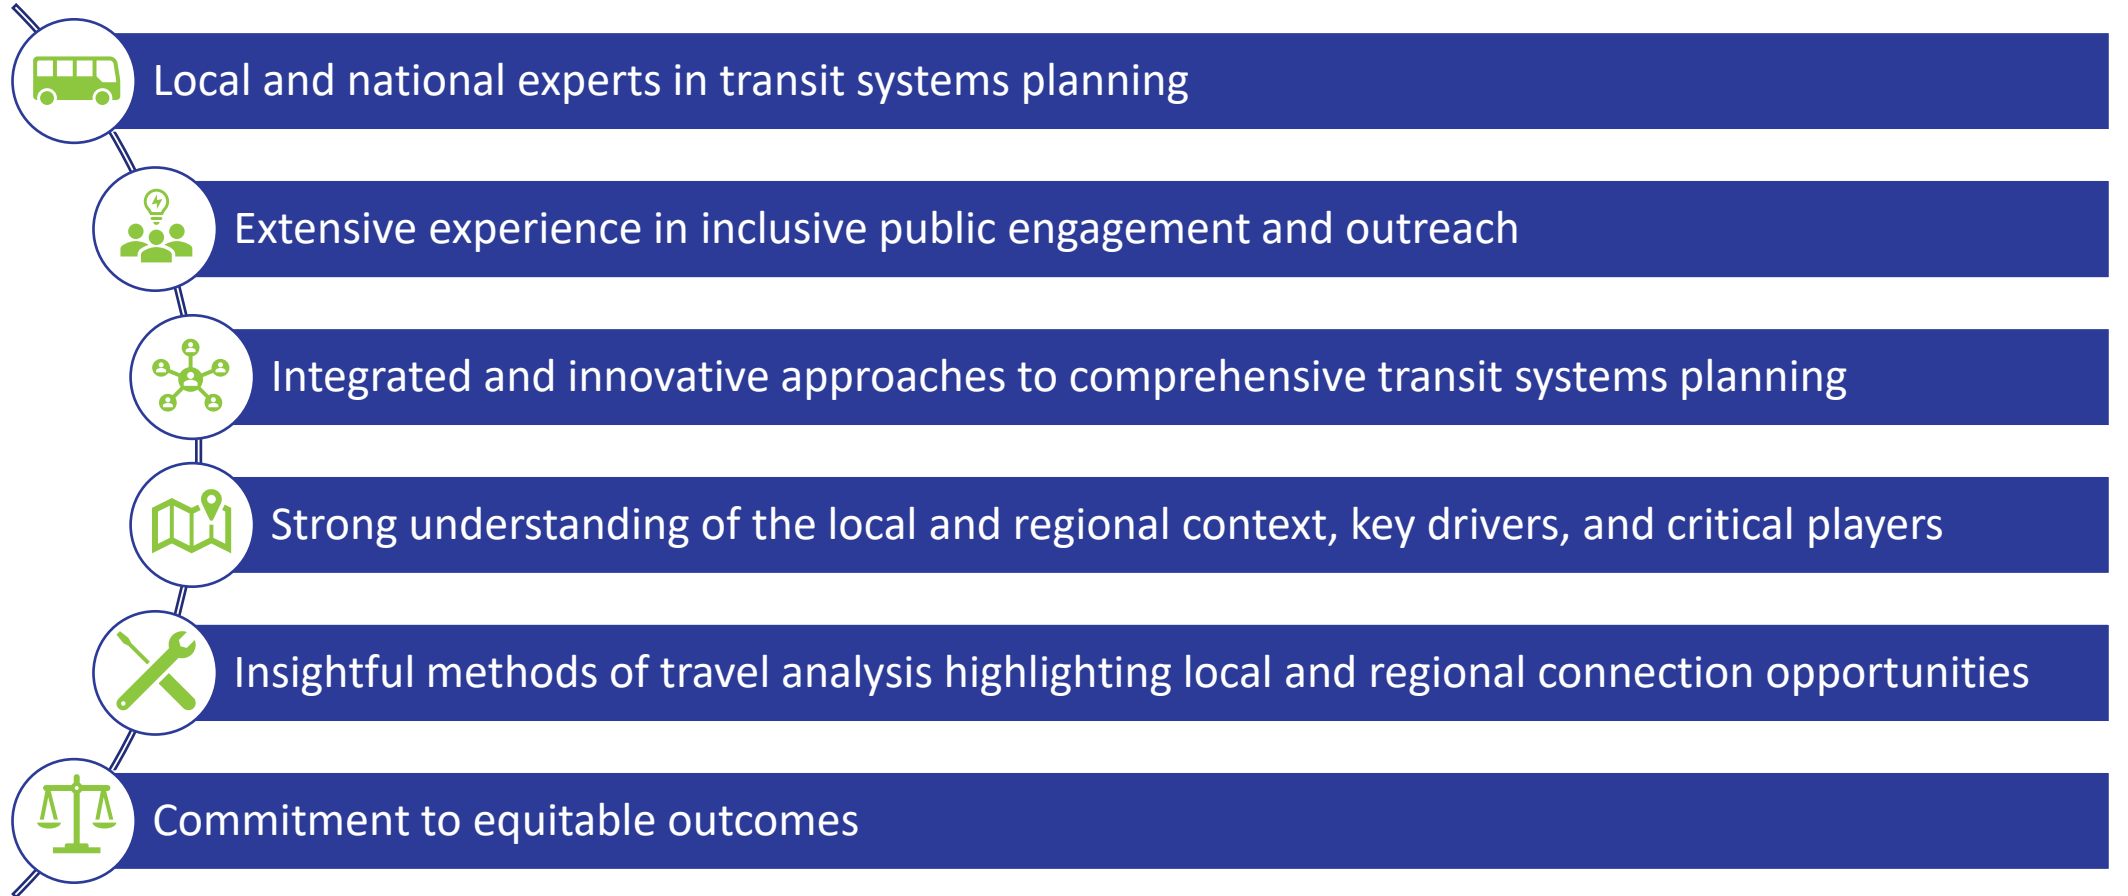 Local and national experts in transit systems planning
Extensive experience in inclusive public engagement and outreach
Integrated and innovative approaches to comprehensive transit systems planning
Strong understanding of the local and regional context, key drivers, and critical players
Insightful methods of travel analysis highlighting local and regional connection opportunities
Commitment to equitable outcomes